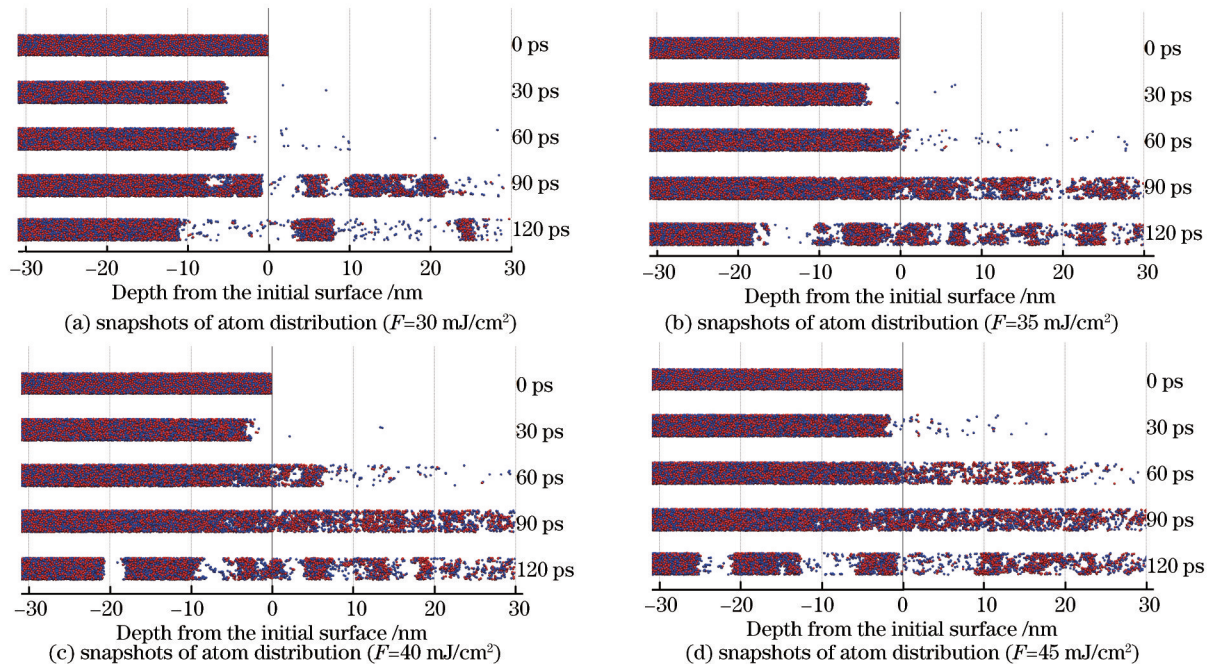 0 ps
30 ps
60 ps
90 ps
120 ps
−30 −20 −10 0 10 20 30
Depth from the initial surface /nm
(a) snapshots of atom distribution (F=30 mJ/cm²)
0 ps
30 ps
60 ps
90 ps
120 ps
−30 −20 −10 0 10 20 30
Depth from the initial surface /nm
(b) snapshots of atom distribution (F=35 mJ/cm²)
0 ps
30 ps
60 ps
90 ps
120 ps
−30 −20 −10 0 10 20 30
Depth from the initial surface /nm
(c) snapshots of atom distribution (F=40 mJ/cm²)
0 ps
30 ps
60 ps
90 ps
120 ps
−30 −20 −10 0 10 20 30
Depth from the initial surface /nm
(d) snapshots of atom distribution (F=45 mJ/cm²)